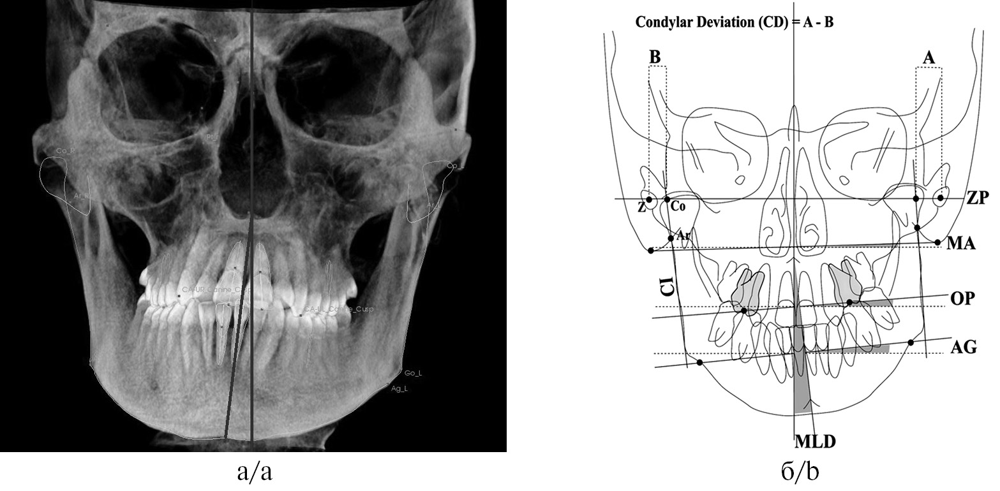 Co_R
Ar_R
Pt_r
Co_L
CA-UR_Canine_Cusp
CA-UL_Canine_Cusp
Go_L
Ag_L
a/a
Condylar Deviation (CD) = A - B
B
A
Z
Co
ZP
Ar
MA
CI
OP
AG
MLD
б/b